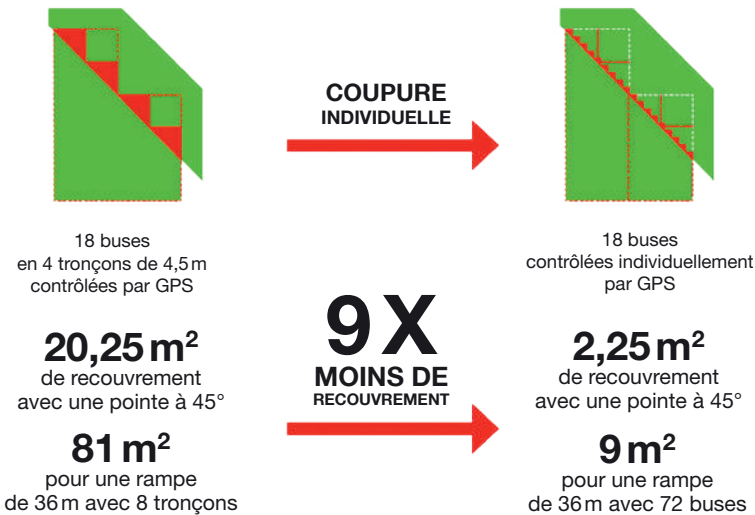 COUPURE
INDIVIDUELLE
18 buses
en 4 tronçons de 4,5 m
contrôlées par GPS
18 buses
contrôlées individuellement
par GPS
20,25 m²
de recouvrement
avec une pointe à 45°
9 X
MOINS DE
RECOUVREMENT
2,25 m²
de recouvrement
avec une pointe à 45°
81 m²
pour une rampe
de 36 m avec 8 tronçons
9 m²
pour une rampe
de 36 m avec 72 buses